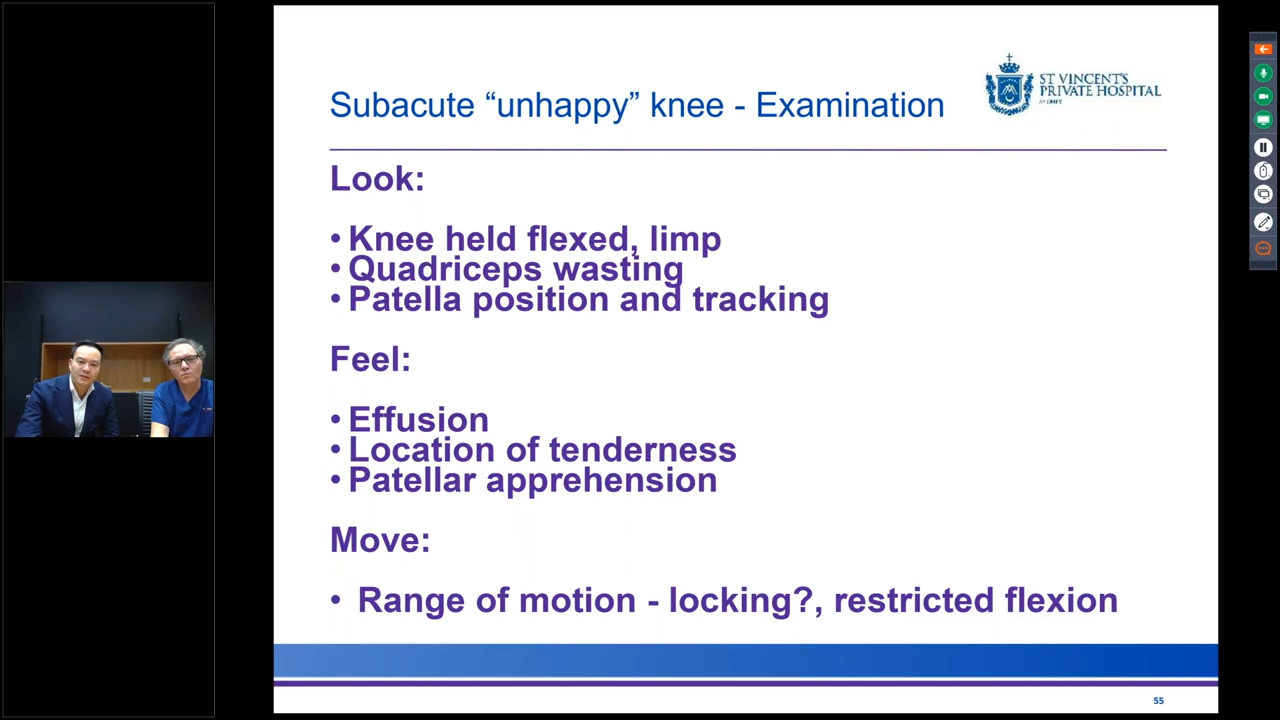 Subacute “unhappy” knee - Examination
ST VINCENT'S
PRIVATE HOSPITAL
SYDNEY
Look:
• Knee held flexed, limp
• Quadriceps wasting
• Patella position and tracking
Feel:
• Effusion
• Location of tenderness
• Patellar apprehension
Move:
• Range of motion - locking?, restricted flexion
55